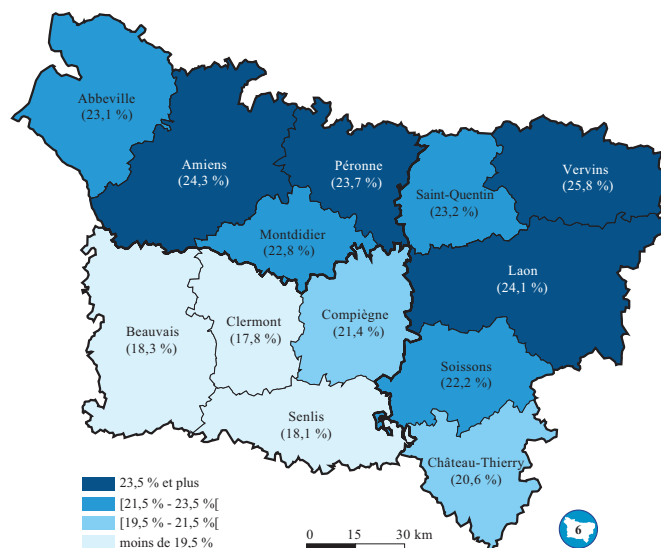 Abbeville
(23,1 %)
Amiens
(24,3 %)
Péronne
(23,7 %)
Saint-Quentin
(23,2 %)
Vervins
(25,8 %)
Montdidier
(22,8 %)
Laon
(24,1 %)
Beauvais
(18,3 %)
Clermont
(17,8 %)
Compiègne
(21,4 %)
Soissons
(22,2 %)
Senlis
(18,1 %)
Château-Thierry
(20,6 %)
23,5 % et plus
[21,5 % - 23,5 %[
[19,5 % - 21,5 %[
moins de 19,5 %
0 15 30 km
6